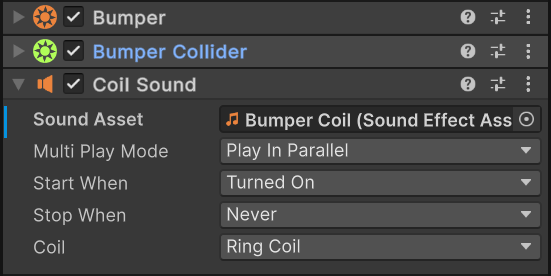 Bumper
Bumper Collider
Coil Sound
Sound Asset Bumper Coil (Sound Effect Ass
Multi Play Mode Play In Parallel
Start When Turned On
Stop When Never
Coil Ring Coil